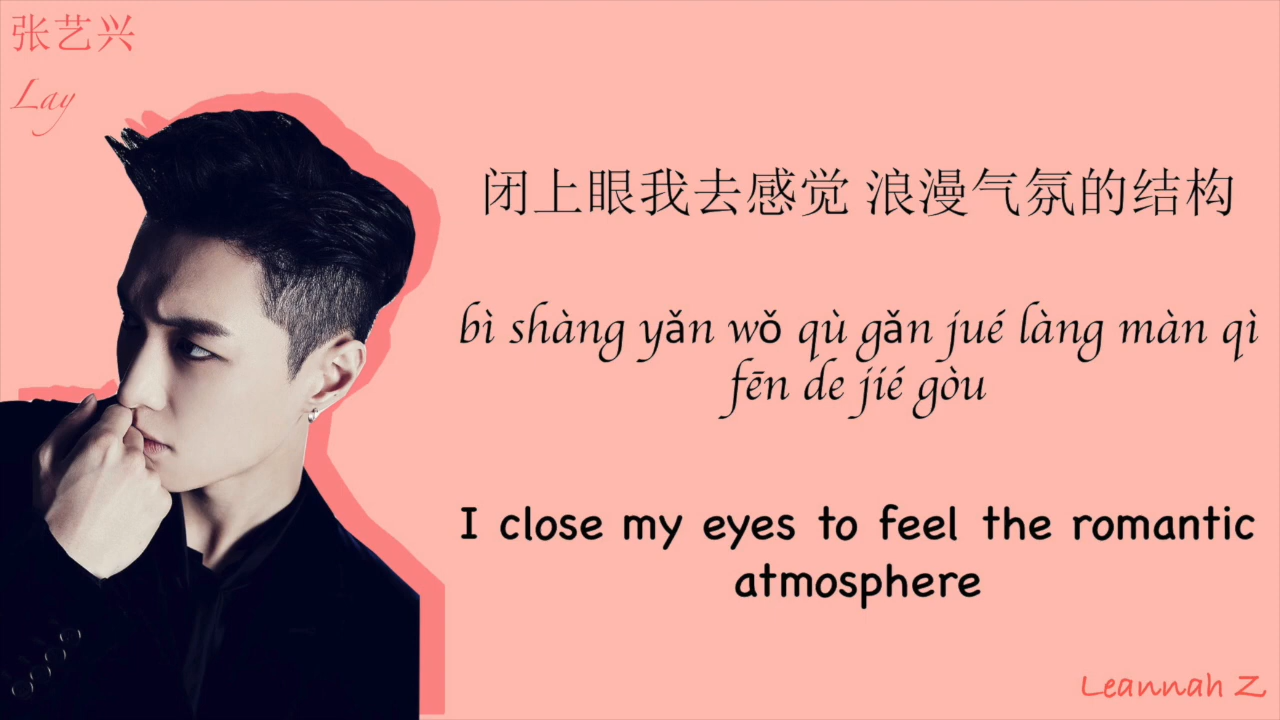 张艺兴
Lay
闭上眼我去感觉 浪漫气氛的结构
bì shàng yǎn wǒ qù gǎn jué làng màn qì
fēn de jié gòu
I close my eyes to feel the romantic
atmosphere
Leannah Z